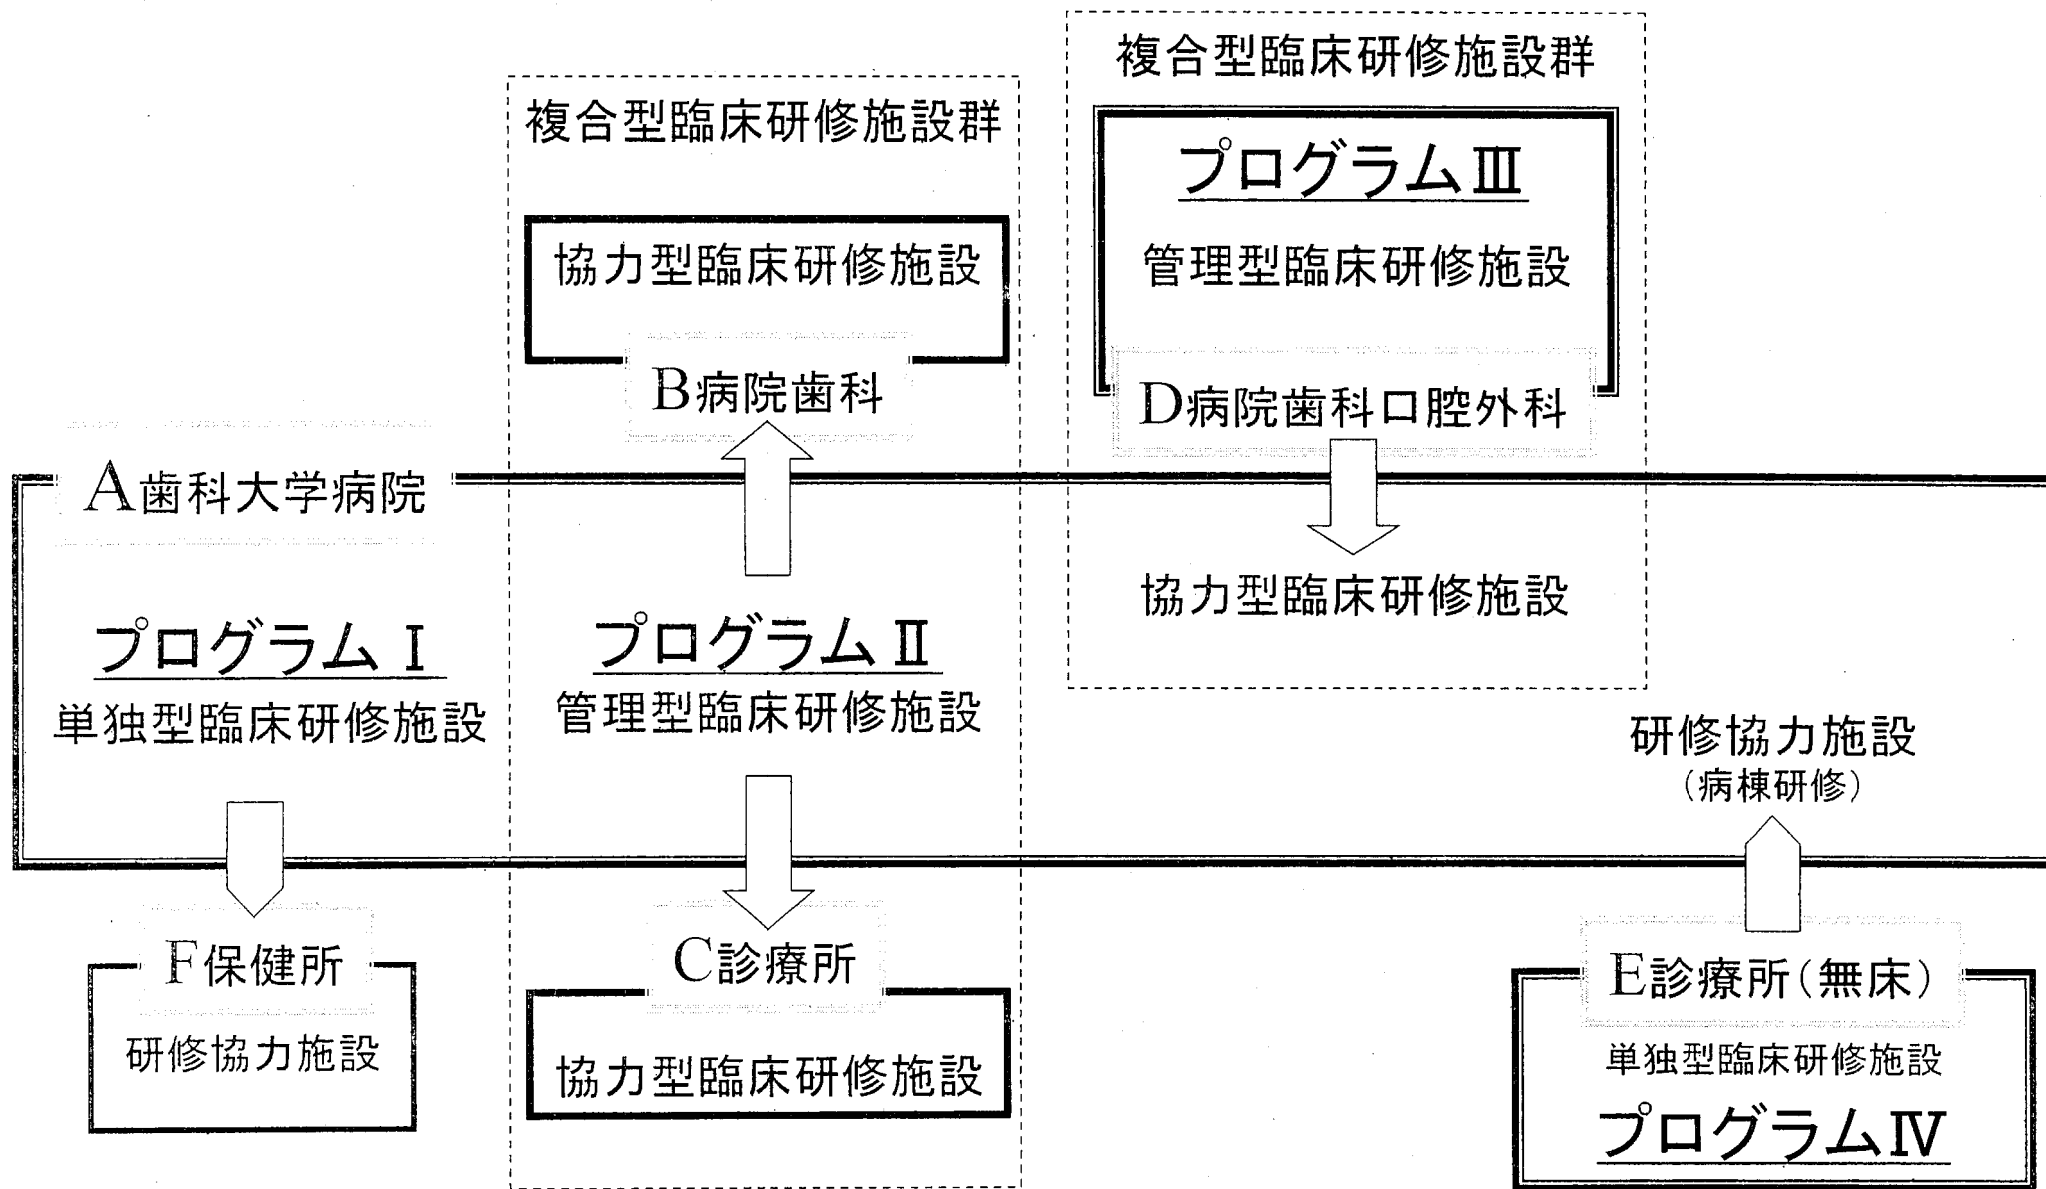 複合型臨床研修施設群
協力型臨床研修施設
B病院歯科
複合型臨床研修施設群
プログラムⅢ
管理型臨床研修施設
D病院歯科口腔外科
協力型臨床研修施設
A歯科大学病院
プログラムⅠ
単独型臨床研修施設
プログラムⅡ
管理型臨床研修施設
研修協力施設
(病棟研修)
F保健所
研修協力施設
C診療所
協力型臨床研修施設
E診療所(無床)
単独型臨床研修施設
プログラムⅣ